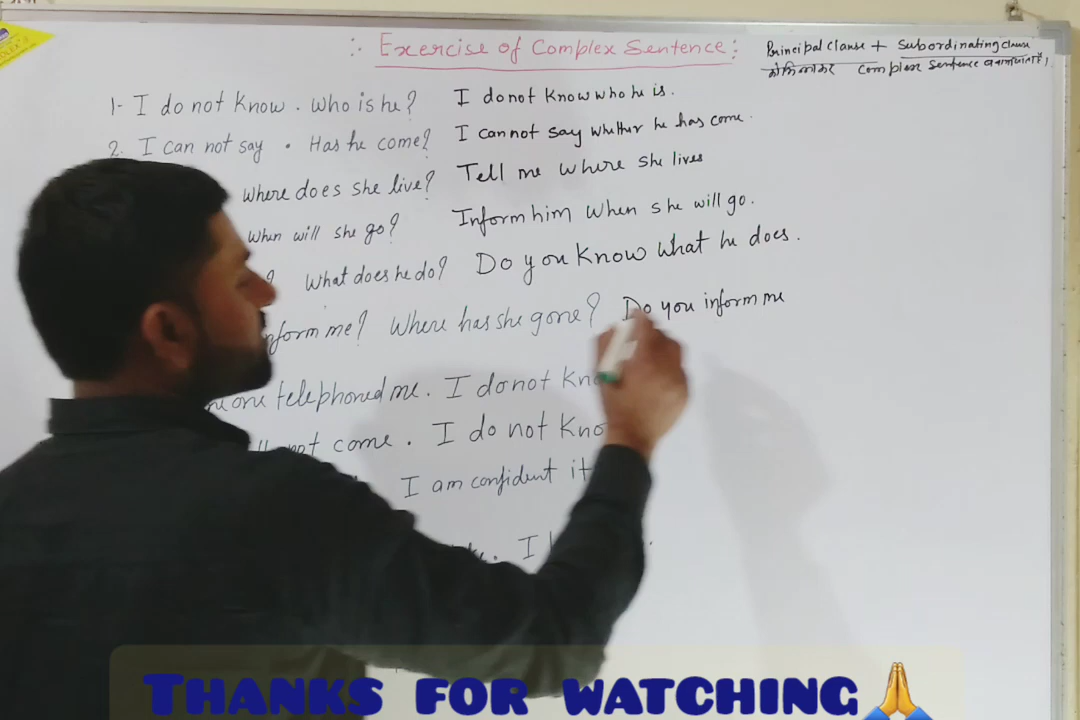 ∴ Exercise of Complex Sentence:
Principal clause + Subordinating clause
को मिलाकर Complex Sentence बनाया जाता है।
1- I do not know. Who is he? I do not know who he is.
2. I can not say. Has he come? I can not say whether he has come.
Where does she live? Tell me where she lives
When will she go? Inform him when she will go.
? What does he do? Do you know what he does.
inform me? Where has she gone? Do you inform me
one telephoned me. I do not
not come. I do not
I am confident it
I
THANKS FOR WATCHING 🙏